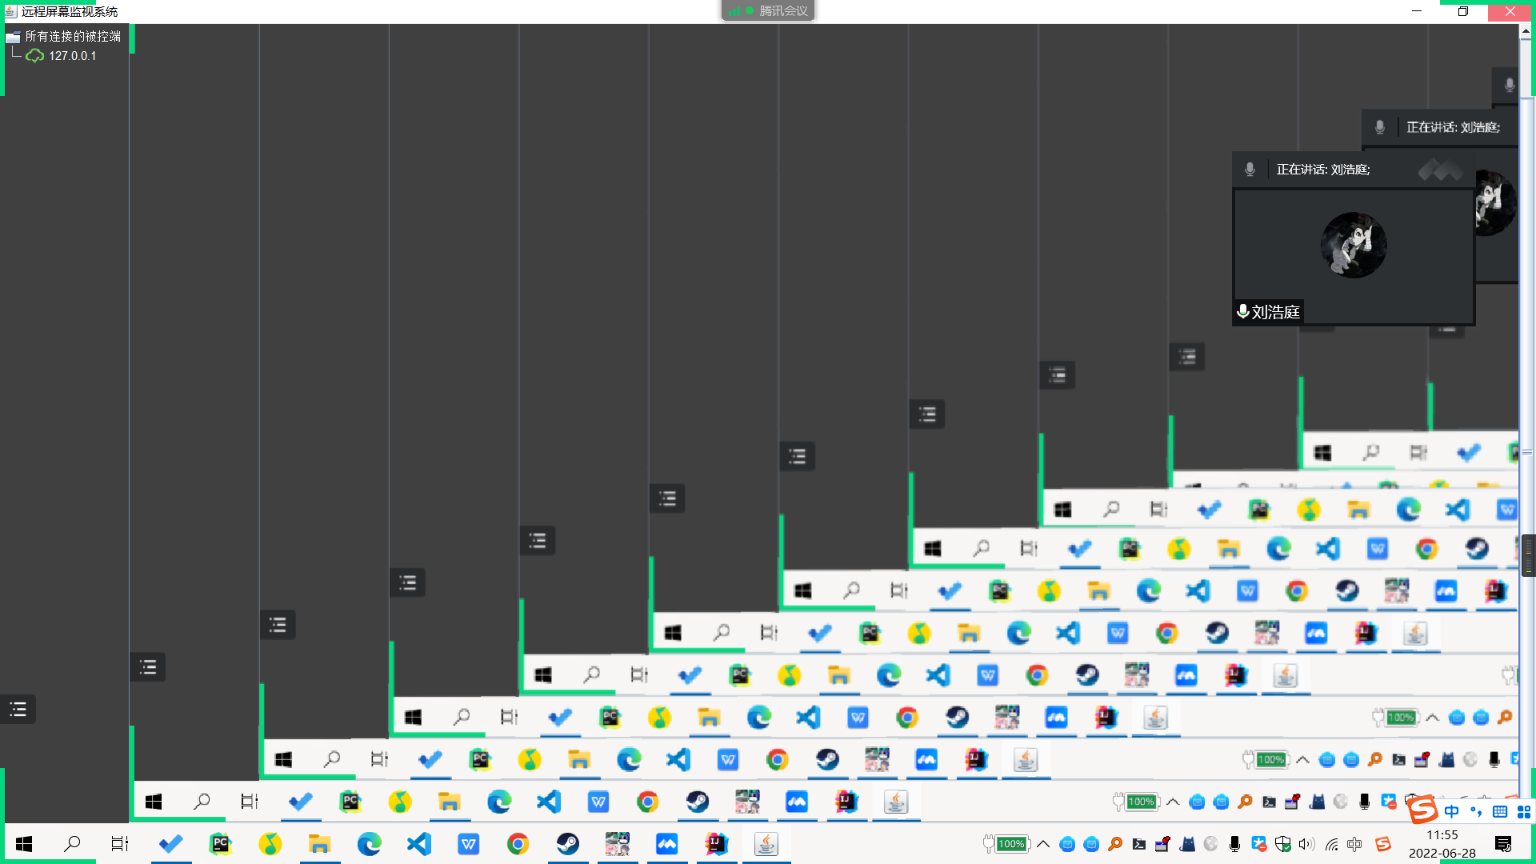 远程屏幕监视系统
腾讯会议
所有连接的被控端
127.0.0.1
正在讲话: 刘浩庭;
正在讲话: 刘浩庭;
刘浩庭
100%
100%
100%
中
100%
中
11:55
2022-06-28